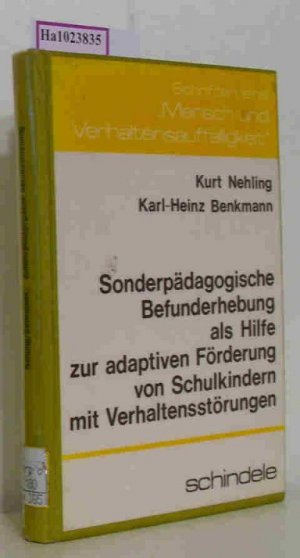 Ha1023835
Schriftenreihe
„Mensch und
Verhaltensauffälligkeit"
Kurt Nehling
Karl-Heinz Benkmann
Sonderpädagogische
Befunderhebung
als Hilfe
zur adaptiven Förderung
von Schulkindern
mit Verhaltensstörungen
schindele